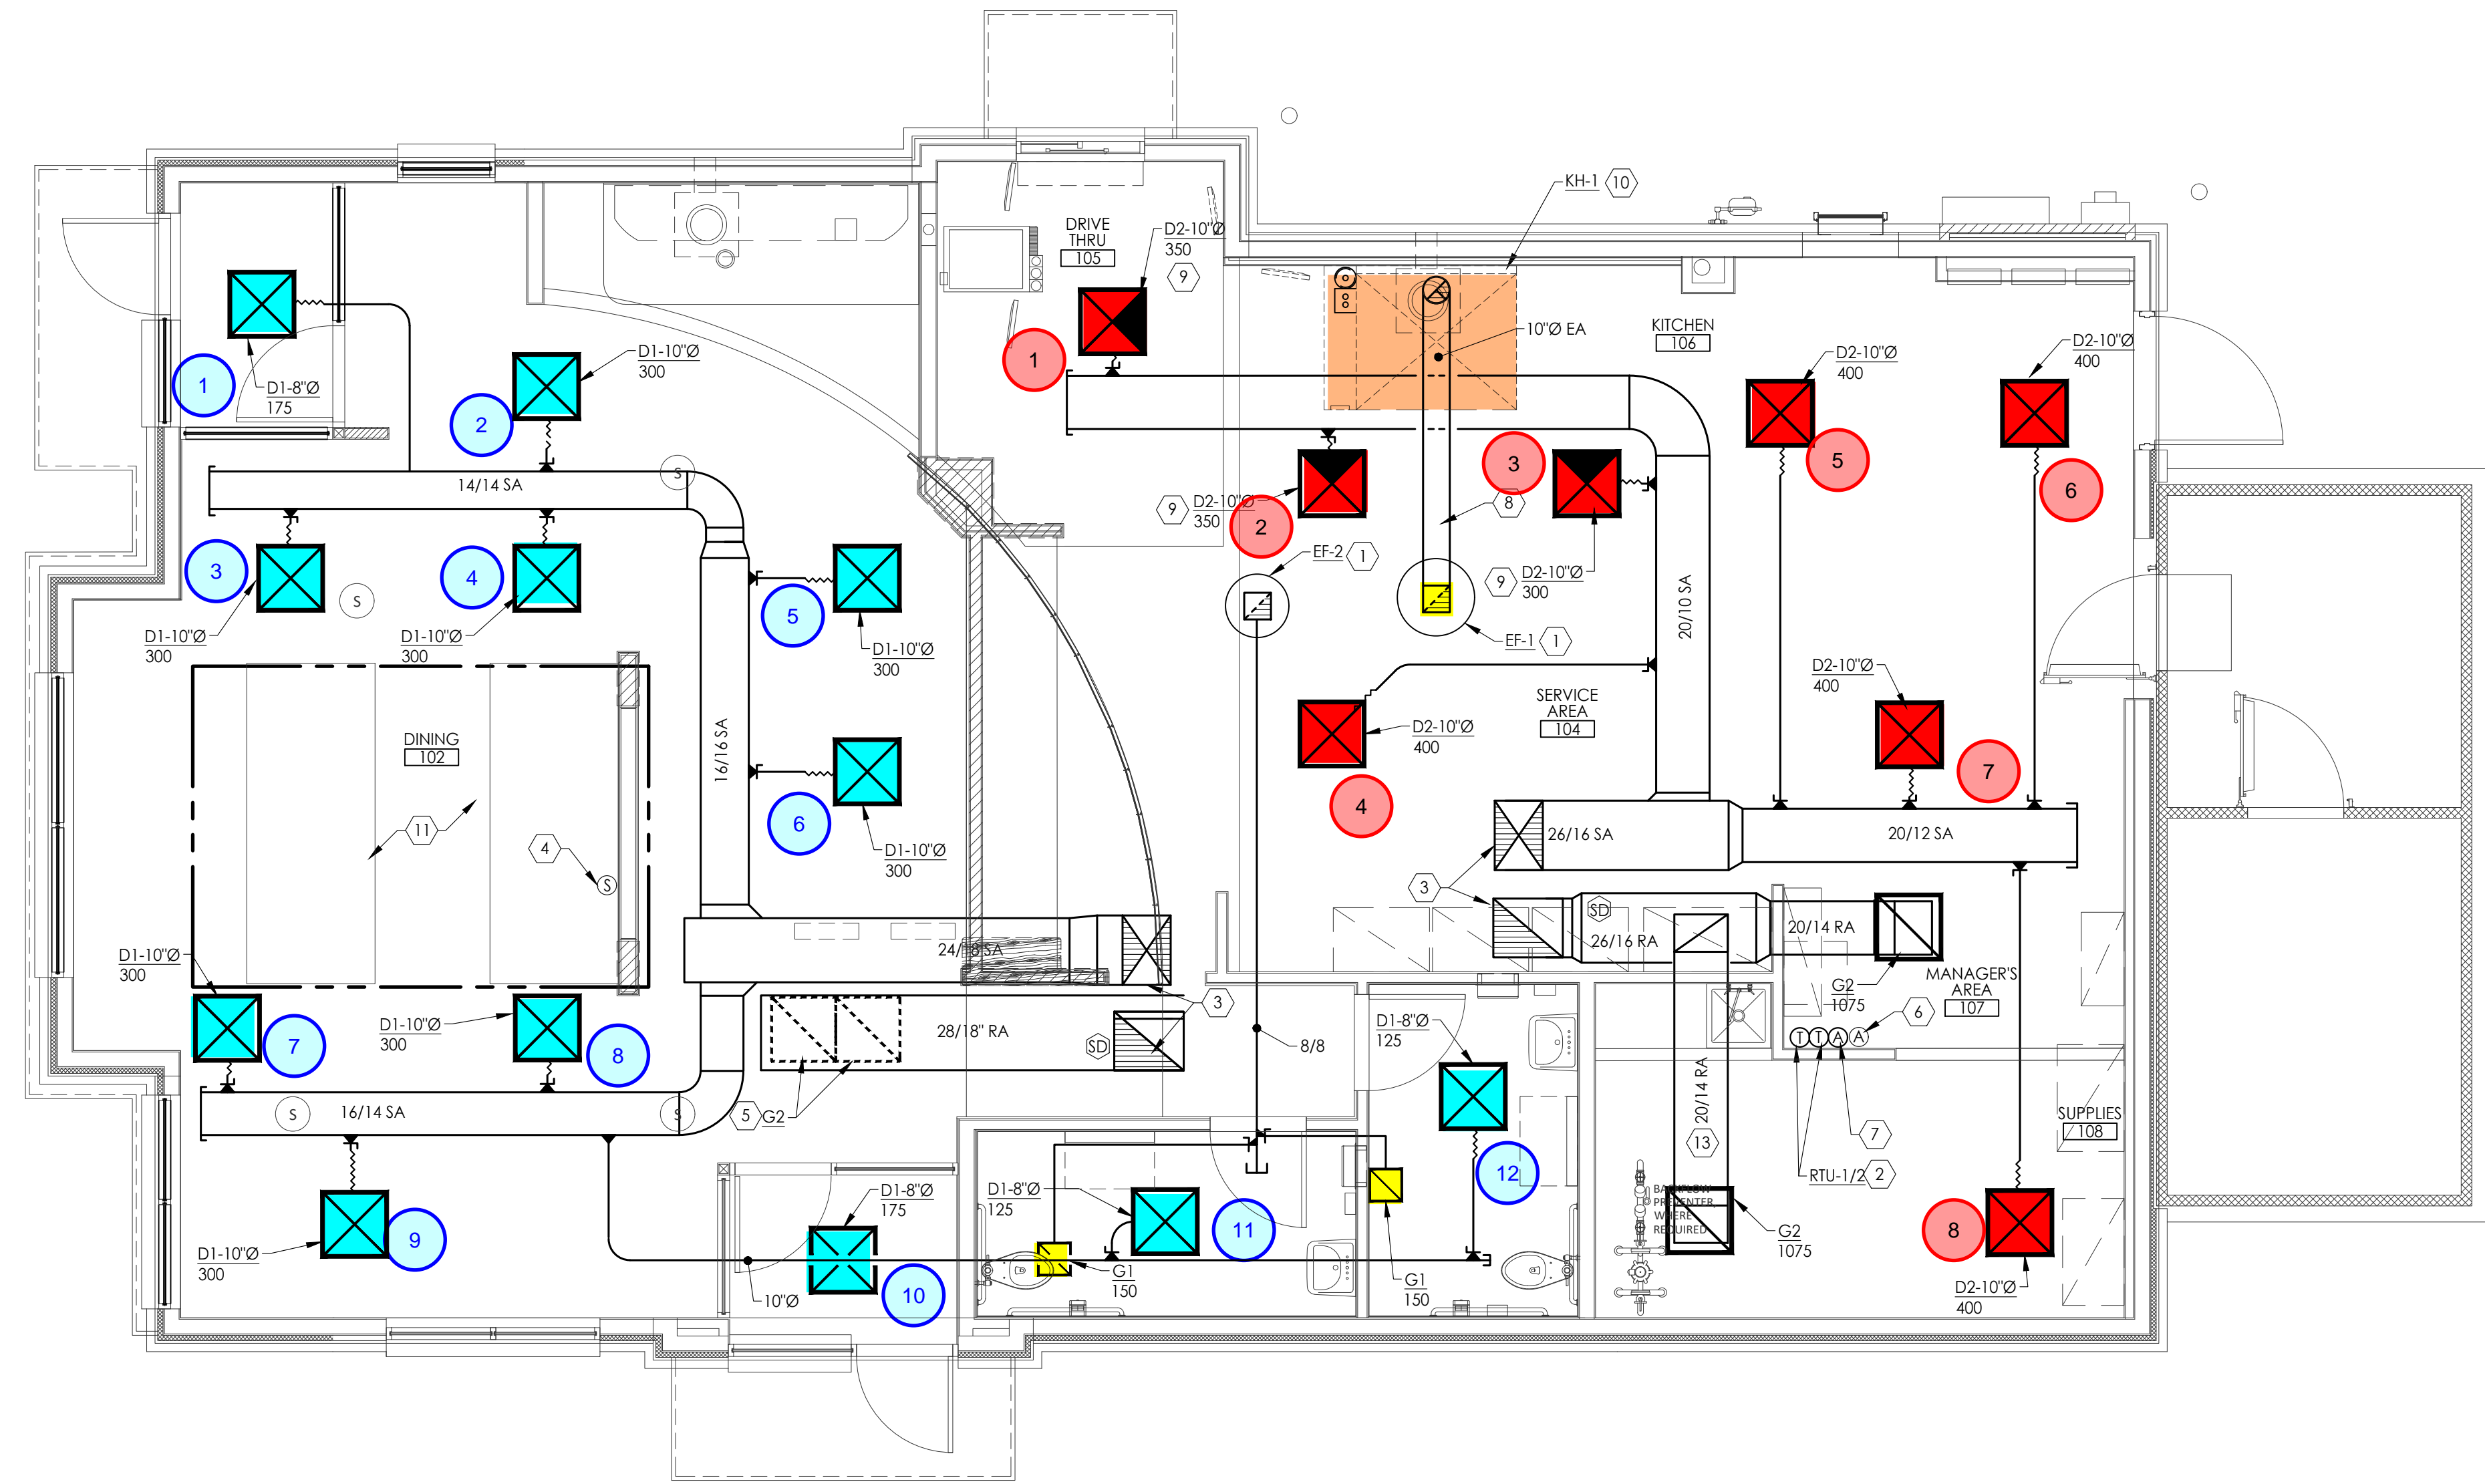 KH-1 10
DRIVE
THRU
105
D2-10"Ø
350
9
1
10"Ø EA
KITCHEN
106
D2-10"Ø
400
5
D2-10"Ø
400
6
D1-8"Ø
175
1
D1-10"Ø
300
2
14/14 SA
S
3
D1-10"Ø
300
S
4
D1-10"Ø
300
5
D1-10"Ø
300
9 D2-10"Ø
350
2
3
8
EF-2 1
9 D2-10"Ø
300
EF-1 1
20/10 SA
D2-10"Ø
400
4
SERVICE
AREA
104
D2-10"Ø
400
7
DINING
102
11
4
S
16/16 SA
6
D1-10"Ø
300
26/16 SA
20/12 SA
3
SD
26/16 RA
20/14 RA
G2
1075
MANAGER'S
AREA
107
6
T T A A
7
RTU-1/2 2
SUPPLIES
108
D1-10"Ø
300
7
D1-10"Ø
300
8
24/18 SA
3
28/18" RA
SD
5 G2
8/8
D1-8"Ø
125
12
20/14 RA
13
16/14 SA
S
S
9
D1-10"Ø
300
10"Ø
D1-8"Ø
175
10
D1-8"Ø
125
11
G1
150
G1
150
BACKFLOW
PREVENTER,
WHERE
REQUIRED
G2
1075
8
D2-10"Ø
400